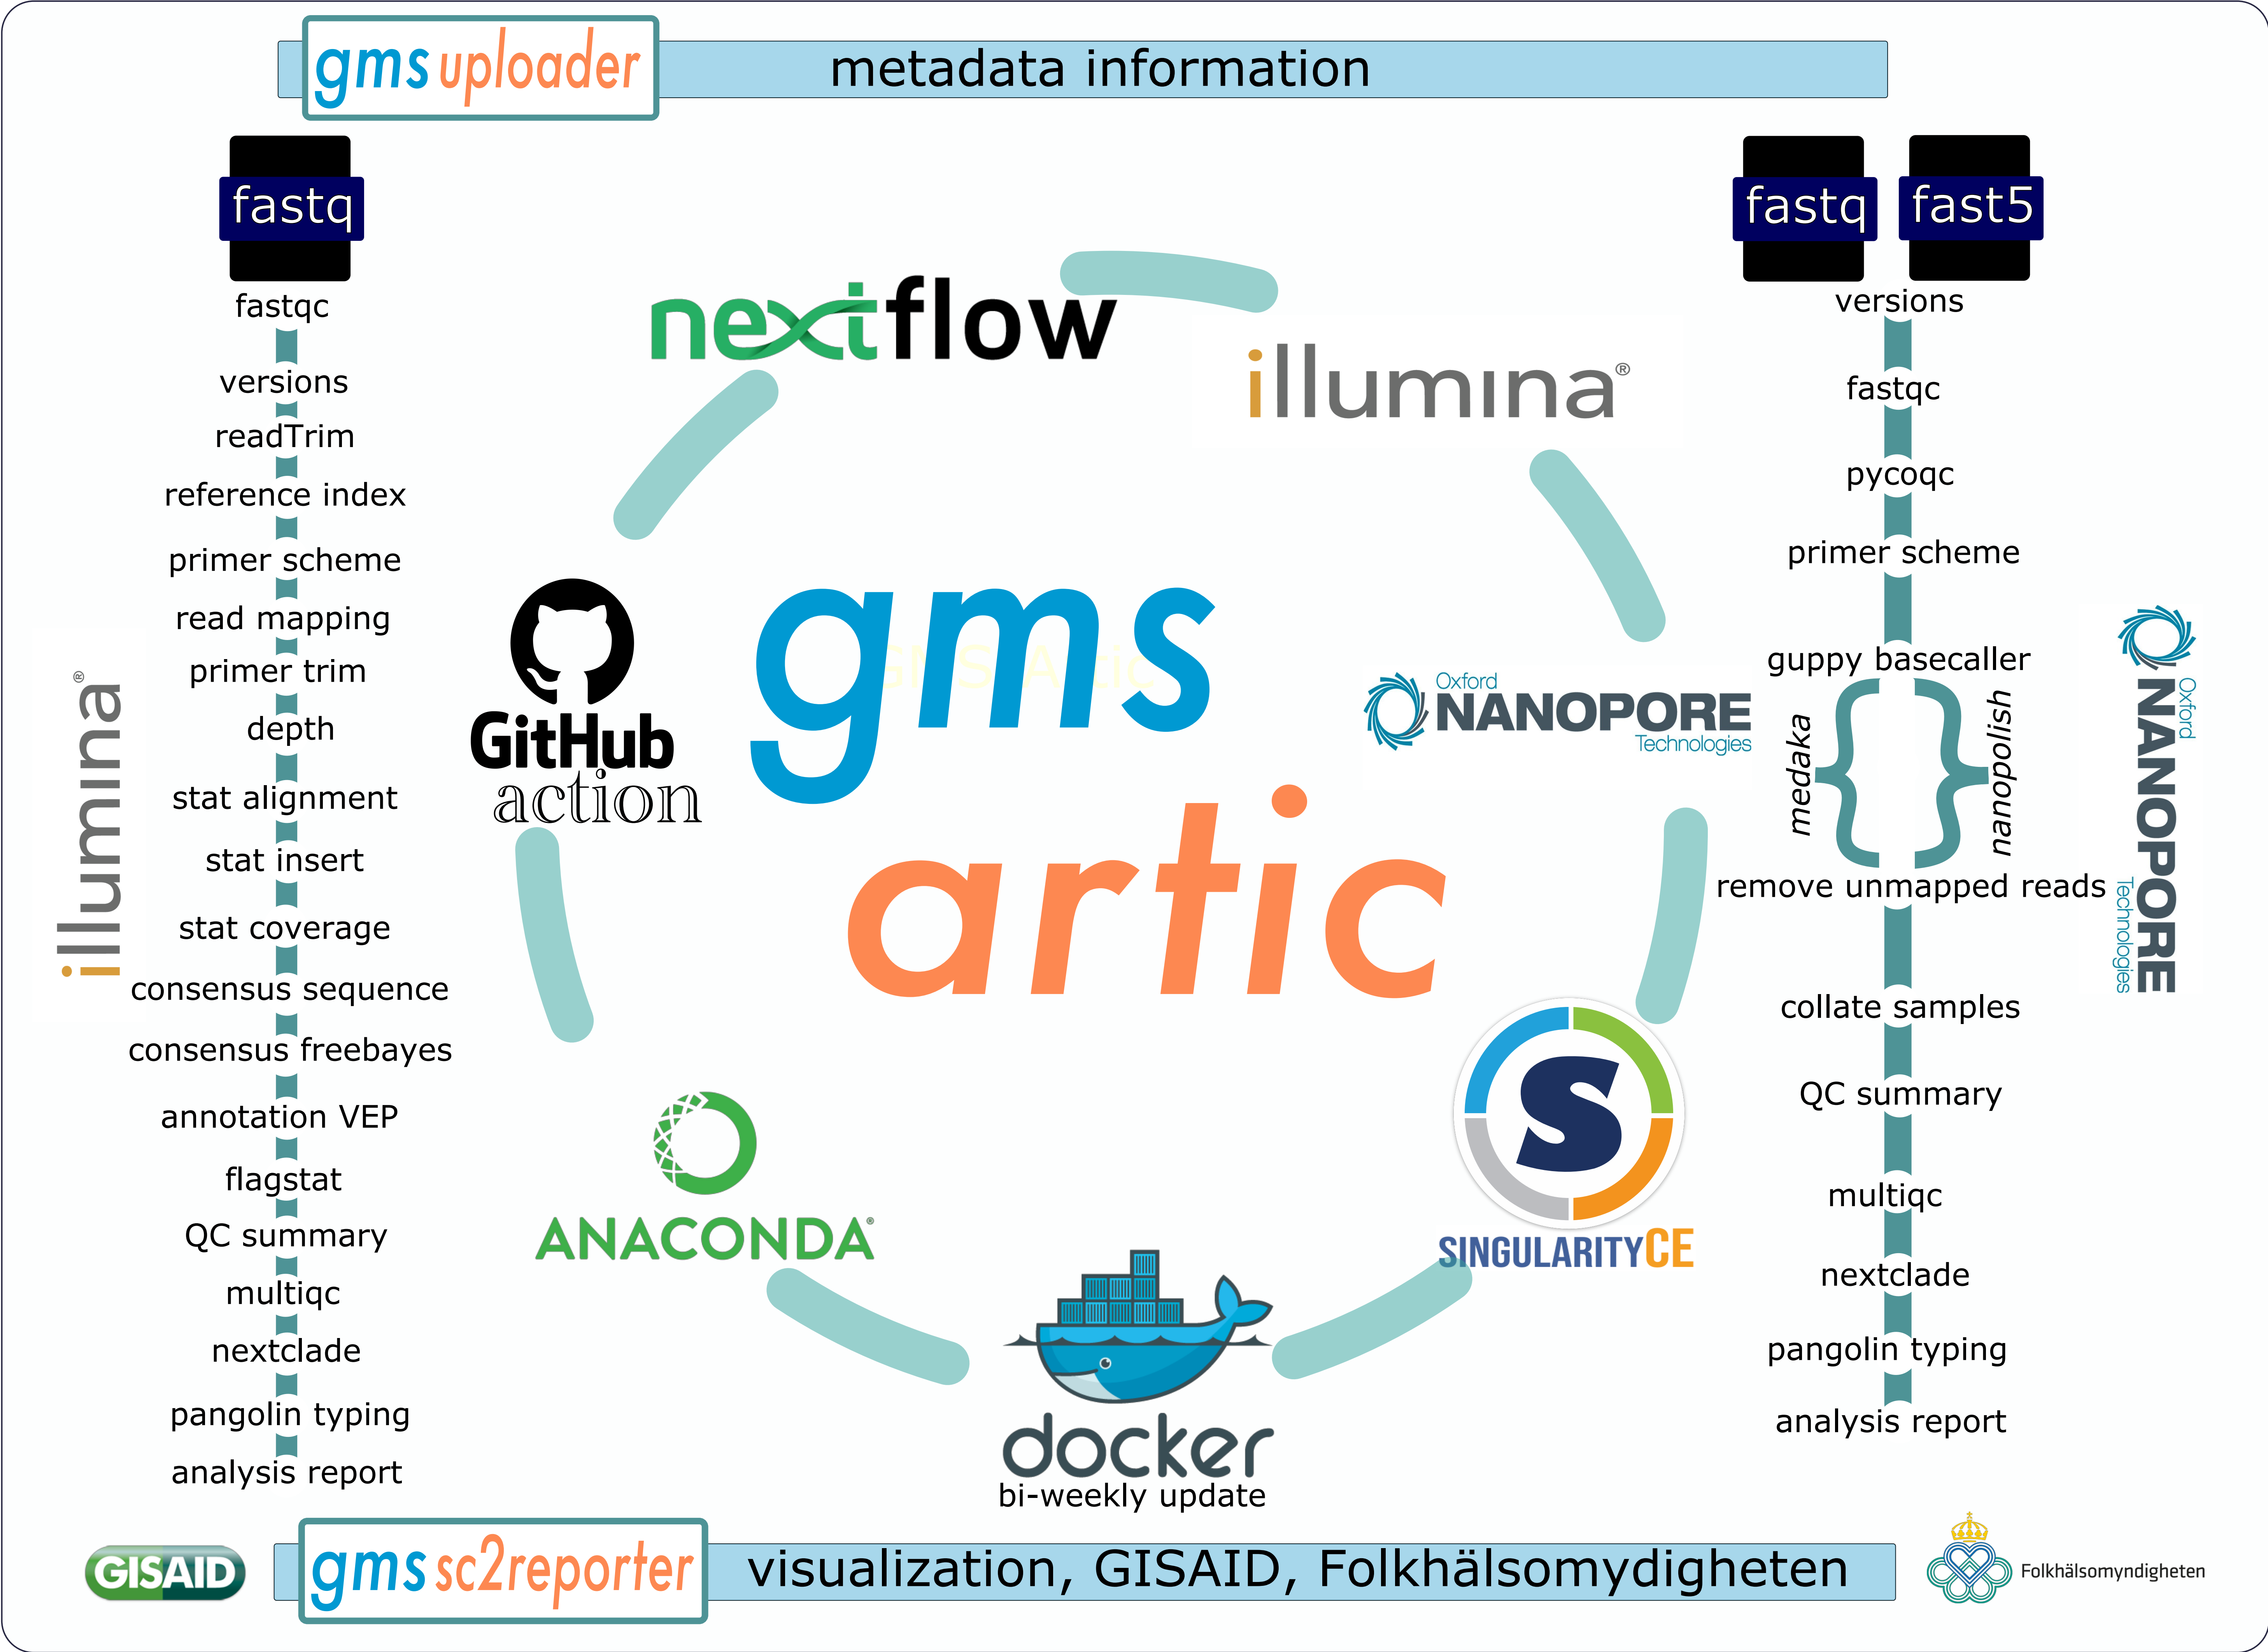 gms uploader
metadata information
fastq
fastqc
versions
readTrim
reference index
primer scheme
read mapping
primer trim
depth
stat alignment
stat insert
stat coverage
consensus sequence
consensus freebayes
annotation VEP
flagstat
QC summary
multiqc
nextclade
pangolin typing
analysis report
illumina®
nextflow
illumina®
GitHub
action
gms
artic
GMS Artic
Oxford
NANOPORE
Technologies
SINGULARITYCE
S
ANACONDA®
docker
bi-weekly update
fastq
fast5
versions
fastqc
pycoqc
primer scheme
guppy basecaller
medaka
nanopolish
remove unmapped reads
collate samples
QC summary
multiqc
nextclade
pangolin typing
analysis report
Oxford
NANOPORE
Technologies
GISAID
gms sc2reporter
visualization, GISAID, Folkhälsomydigheten
Folkhälsomyndigheten